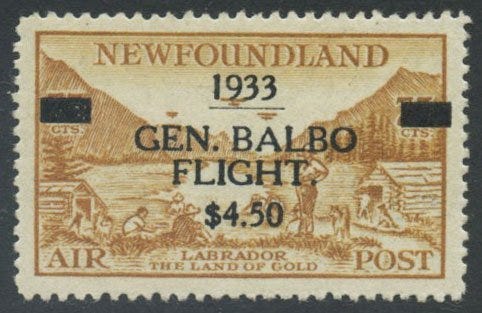 NEWFOUNDLAND
1933
CTS. CTS.
GEN. BALBO
FLIGHT.
$4.50
LABRADOR
AIR THE LAND OF GOLD POST